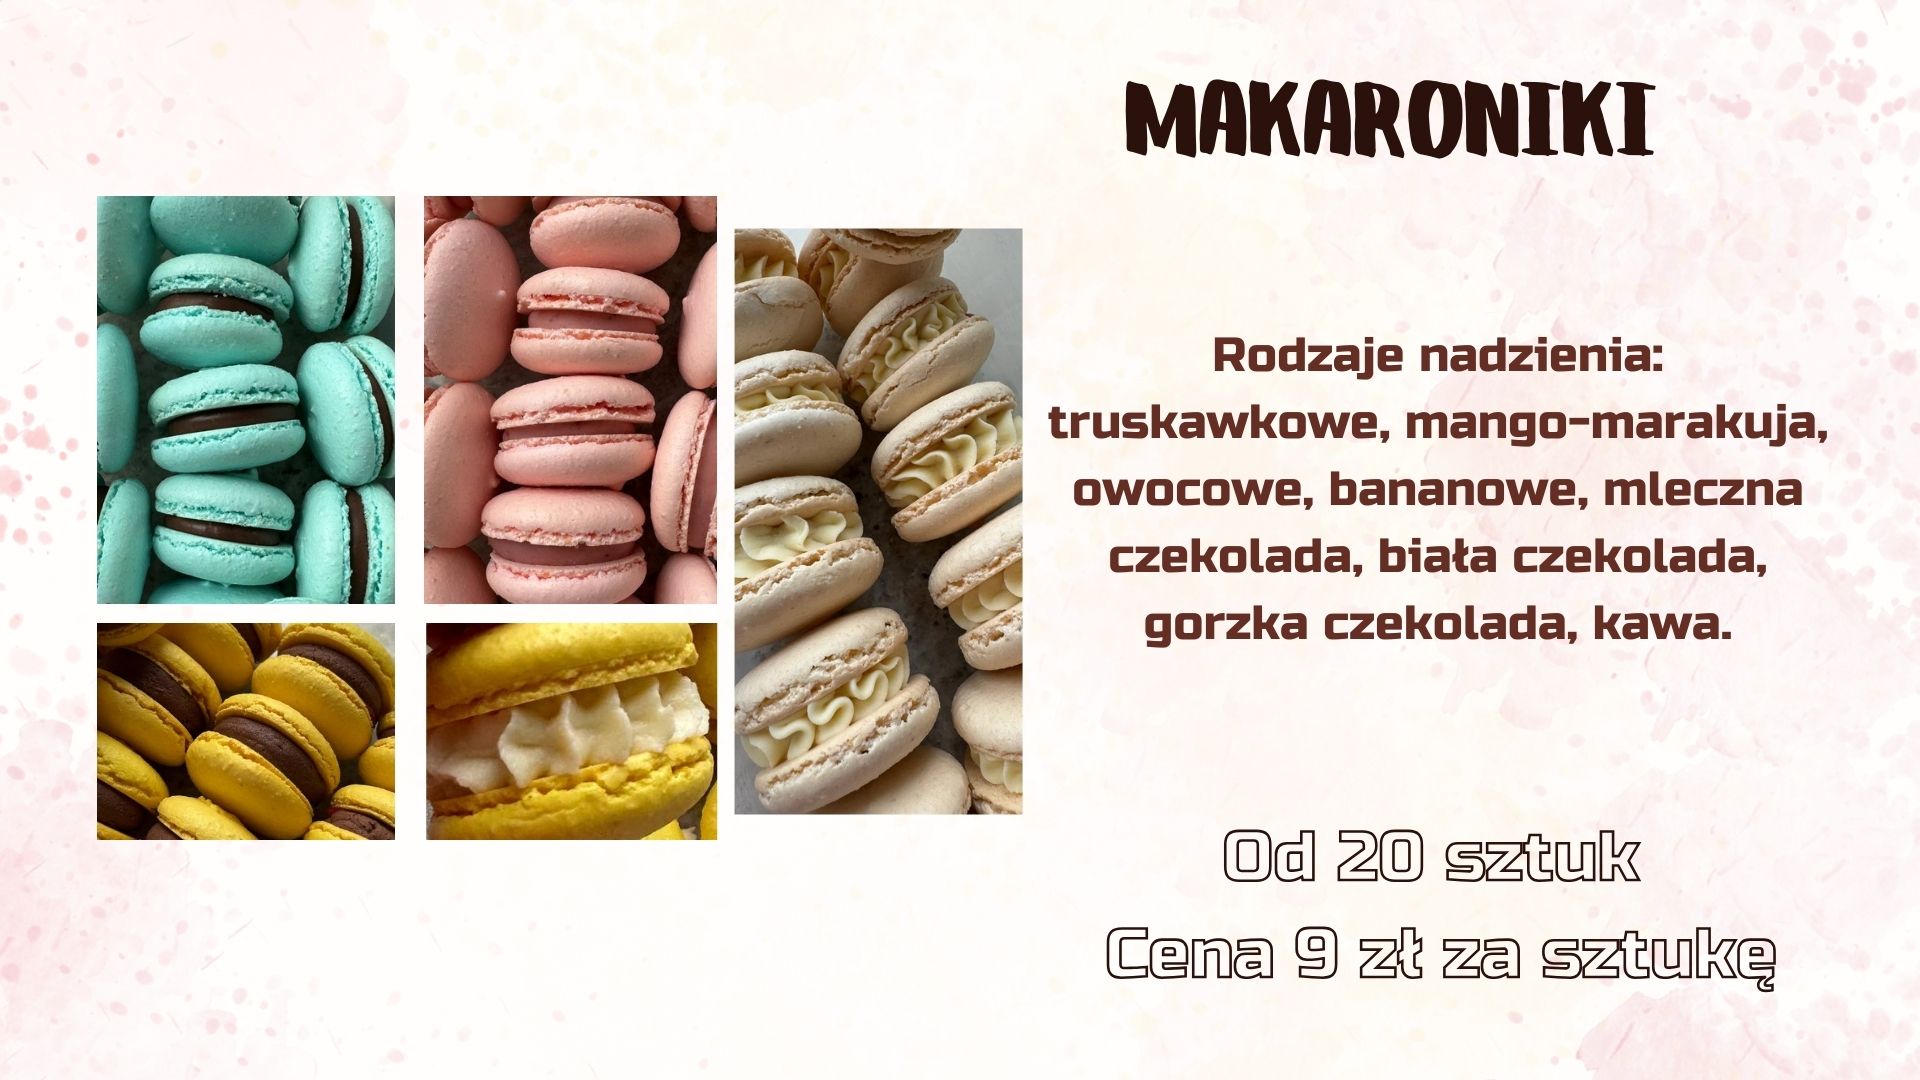 MAKARONIKI
Rodzaje nadzienia:
truskawkowe, mango-marakuja,
owocowe, bananowe, mleczna
czekolada, biała czekolada,
gorzka czekolada, kawa.
Od 20 sztuk
Cena 9 zł za sztukę